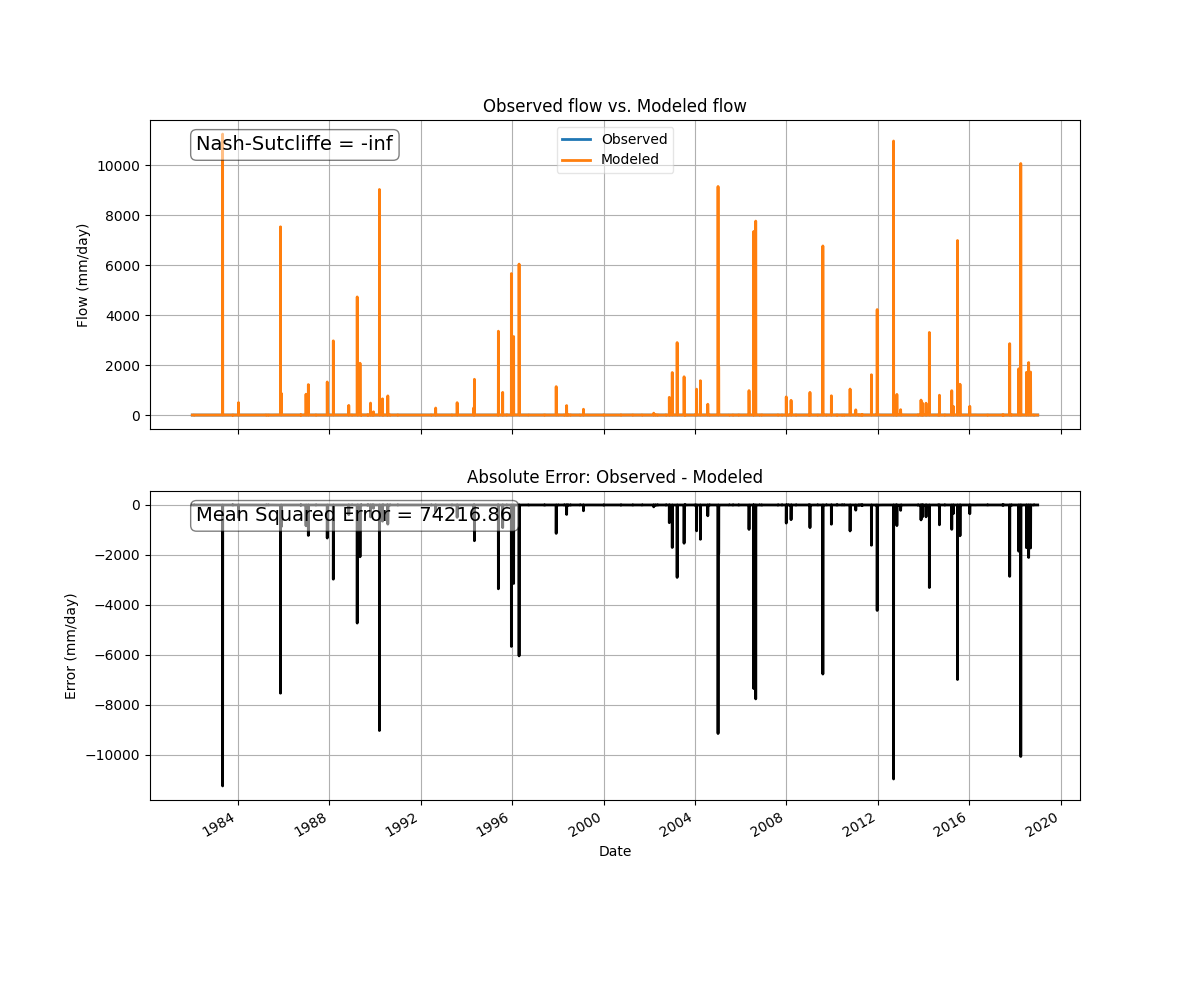 Observed flow vs. Modeled flow
Nash-Sutcliffe = -inf
Observed
Modeled
10000
8000
6000
4000
2000
0
Flow (mm/day)
Absolute Error: Observed - Modeled
Mean Squared Error = 74216.86
0
−2000
−4000
−6000
−8000
−10000
Error (mm/day)
1984 1988 1992 1996 2000 2004 2008 2012 2016 2020
Date